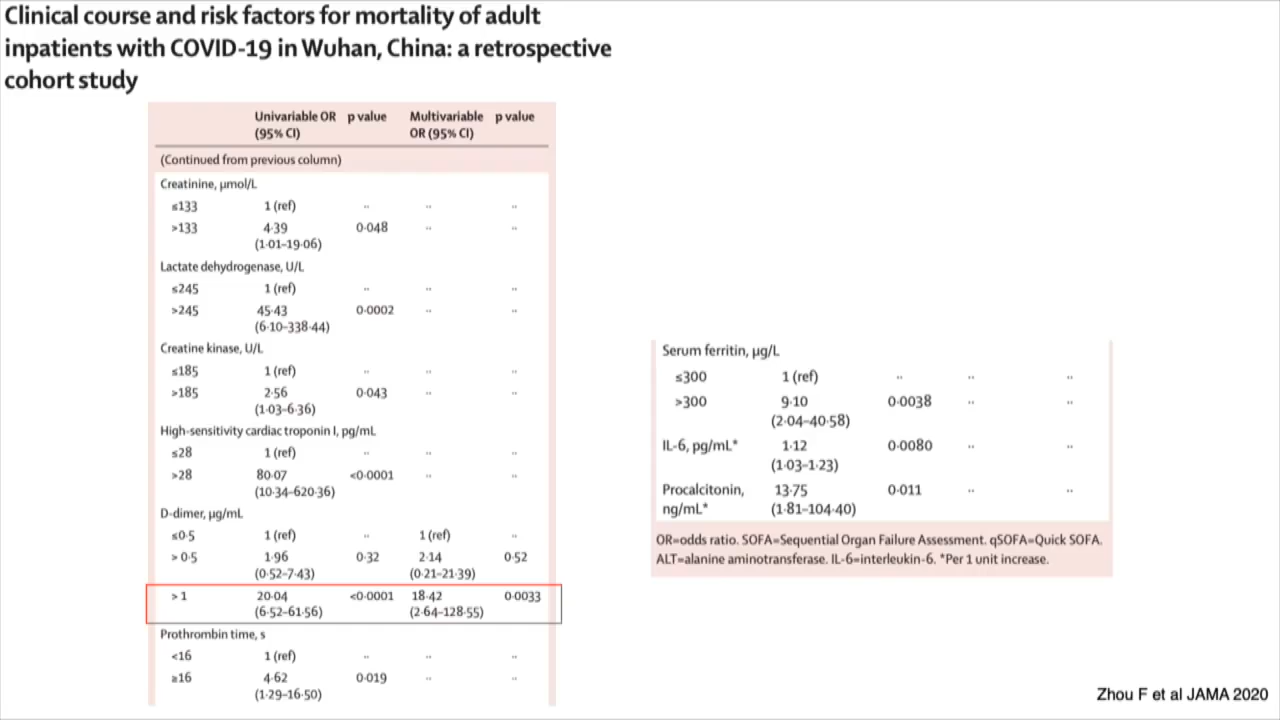 Clinical course and risk factors for mortality of adult
inpatients with COVID-19 in Wuhan, China: a retrospective
cohort study
Univariable OR p value Multivariable p value
(95% CI) OR (95% CI)
(Continued from previous column)
Creatinine, μmol/L
≤133 1 (ref) ·· ·· ··
>133 4·39 0·048 ·· ··
(1·01–19·06)
Lactate dehydrogenase, U/L
≤245 1 (ref) ·· ·· ··
>245 45·43 0·0002 ·· ··
(6·10–338·44)
Creatine kinase, U/L
≤185 1 (ref) ·· ·· ··
>185 2·56 0·043 ·· ··
(1·03–6·36)
High-sensitivity cardiac troponin I, pg/mL
≤28 1 (ref) ·· ·· ··
>28 80·07 <0·0001 ·· ··
(10·34–620·36)
D-dimer, μg/mL
≤0·5 1 (ref) ·· 1 (ref) ··
>0·5 1·96 0·32 2·14 0·52
(0·52–7·43) (0·21–21·39)
>1 20·04 <0·0001 18·42 0·0033
(6·52–61·56) (2·64–128·55)
Prothrombin time, s
<16 1 (ref) ·· ·· ··
≥16 4·62 0·019 ·· ··
(1·29–16·50)
Serum ferritin, μg/L
≤300 1 (ref) ·· ·· ··
>300 9·10 0·0038 ·· ··
(2·04–40·58)
IL-6, pg/mL* 1·12 0·0080 ·· ··
(1·03–1·23)
Procalcitonin, 13·75 0·011 ·· ··
ng/mL* (1·81–104·40)
OR=odds ratio. SOFA=Sequential Organ Failure Assessment. qSOFA=Quick SOFA.
ALT=alanine aminotransferase. IL-6=interleukin-6. *Per 1 unit increase.
Zhou F et al JAMA 2020